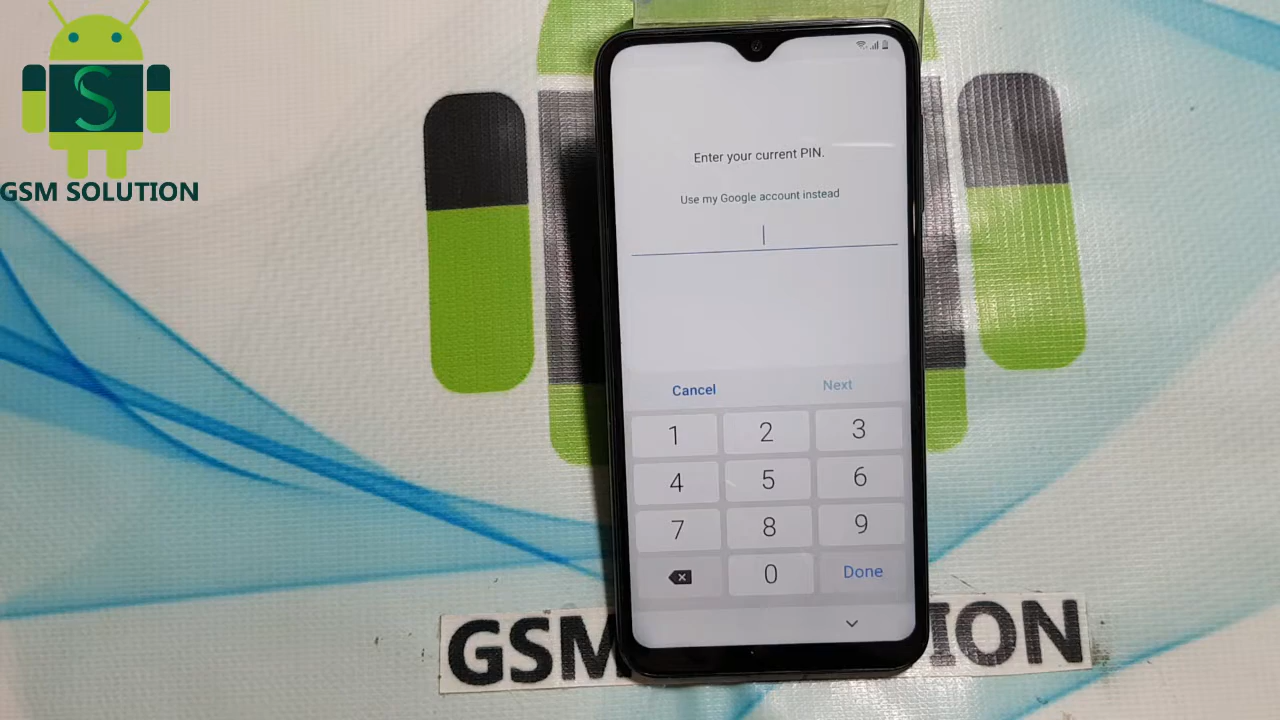 S
GSM SOLUTION
Enter your current PIN.
Use my Google account instead
Cancel Next
1 2 3
4 5 6
7 8 9
0 Done
GSM
ION